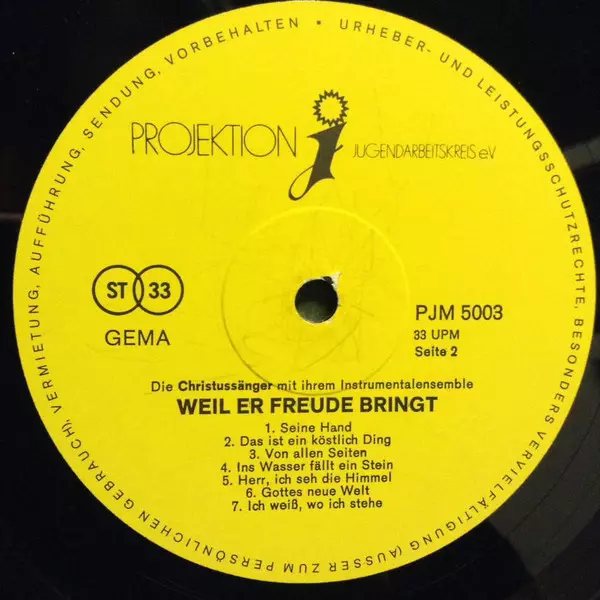 URHEBER- UND LEISTUNGSSCHUTZRECHTE, BESONDERS VERVIELFÄLTIGUNG (AUSSER ZUM PERSÖNLICHEN GEBRAUCH), VERMIETUNG, AUFFÜHRUNG, SENDUNG, VORBEHALTEN •
PROJEKTION j JUGENDARBEITSKREIS eV
ST 33
GEMA
PJM 5003
33 UPM
Seite 2
Die Christussänger mit ihrem Instrumentalensemble
WEIL ER FREUDE BRINGT
1. Seine Hand
2. Das ist ein köstlich Ding
3. Von allen Seiten
4. Ins Wasser fällt ein Stein
5. Herr, ich seh die Himmel
6. Gottes neue Welt
7. Ich weiß, wo ich stehe